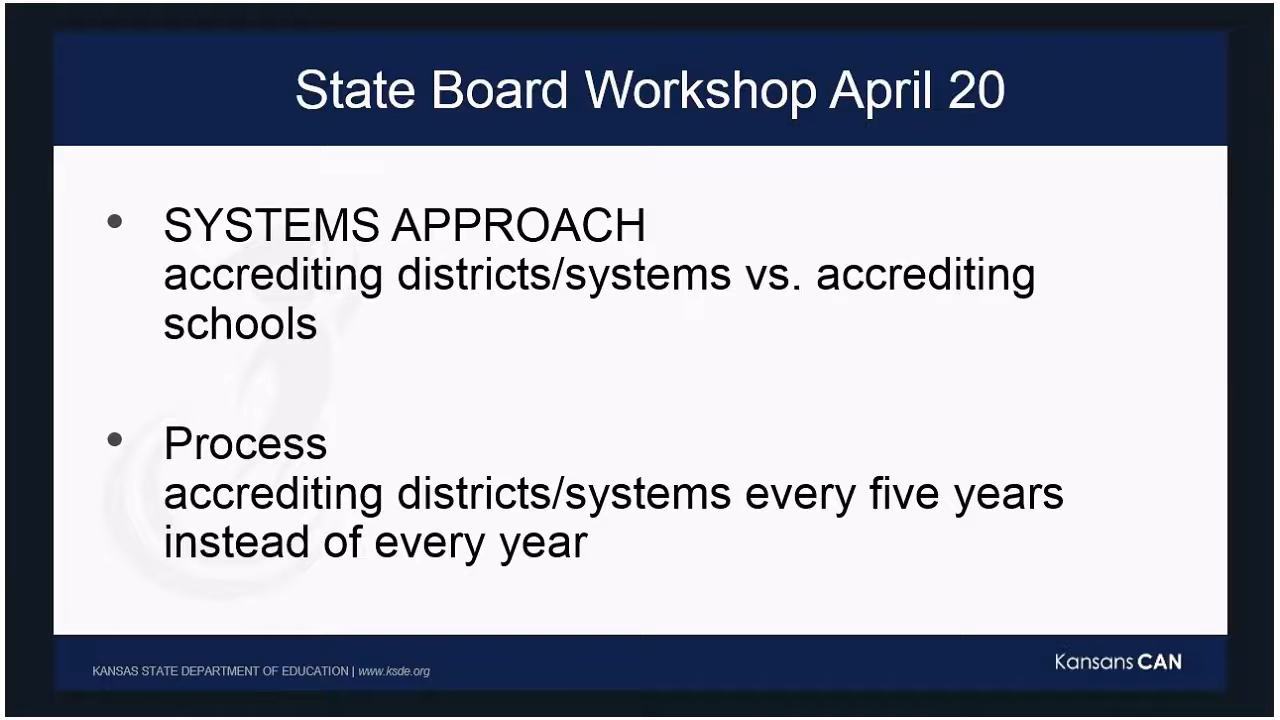 State Board Workshop April 20
• SYSTEMS APPROACH
accrediting districts/systems vs. accrediting
schools
• Process
accrediting districts/systems every five years
instead of every year
KANSAS STATE DEPARTMENT OF EDUCATION | www.ksde.org
Kansans CAN